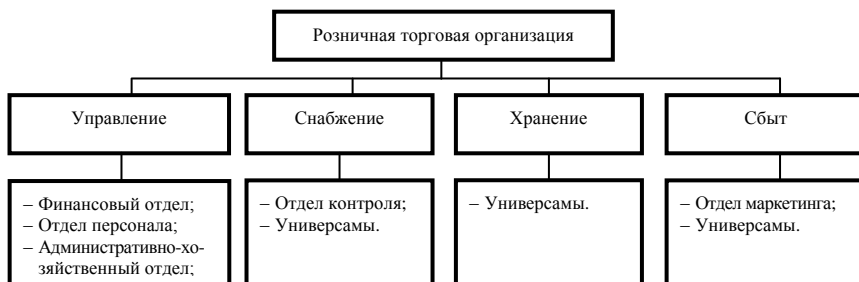 Розничная торговая организация
Управление
Снабжение
Хранение
Сбыт
– Финансовый отдел;
– Отдел персонала;
– Административно-хо-
зяйственный отдел;
– Отдел контроля;
– Универсамы.
– Универсамы.
– Отдел маркетинга;
– Универсамы.